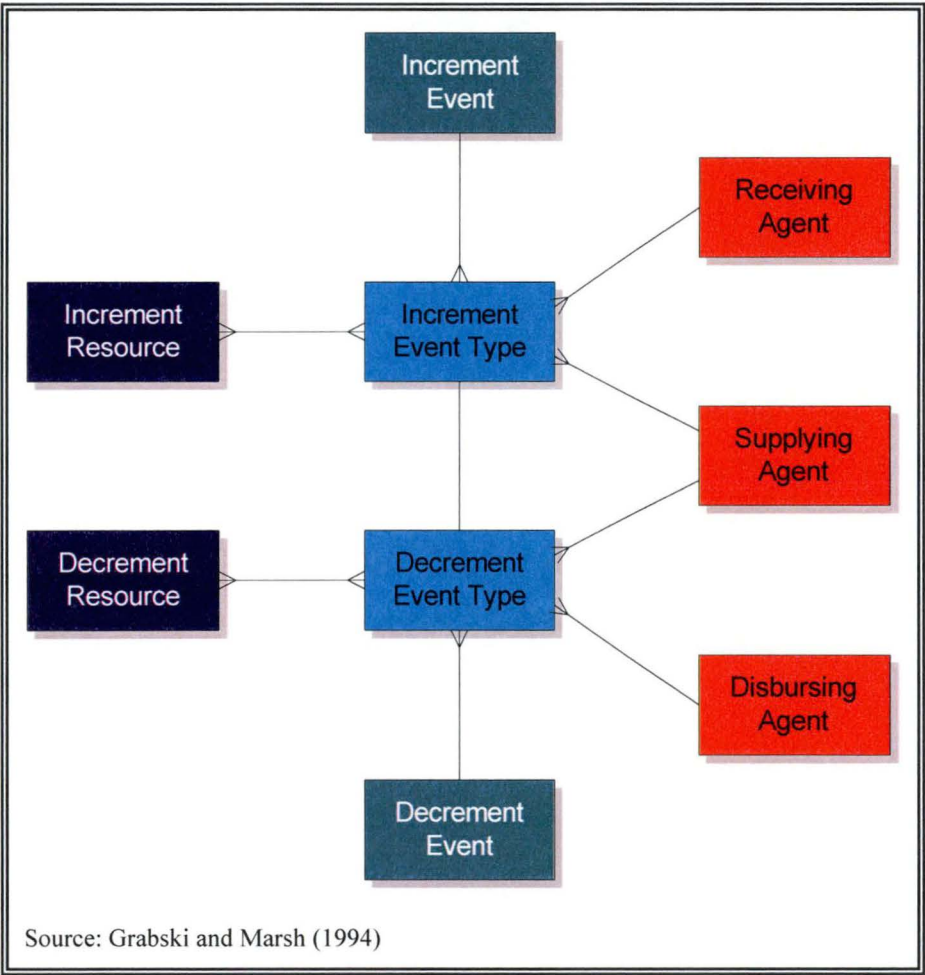 Increment
Event
Receiving
Agent
Increment
Resource
Increment
Event Type
Supplying
Agent
Decrement
Resource
Decrement
Event Type
Disbursing
Agent
Decrement
Event
Source: Grabski and Marsh (1994)